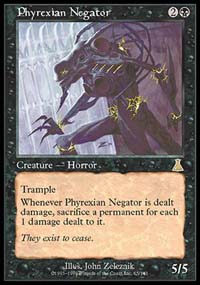 Phyrexian Negator 2
Creature — Horror
Trample
Whenever Phyrexian Negator is dealt
damage, sacrifice a permanent for each
1 damage dealt to it.
They exist to cease.
Illus. John Zeleznik
5/5